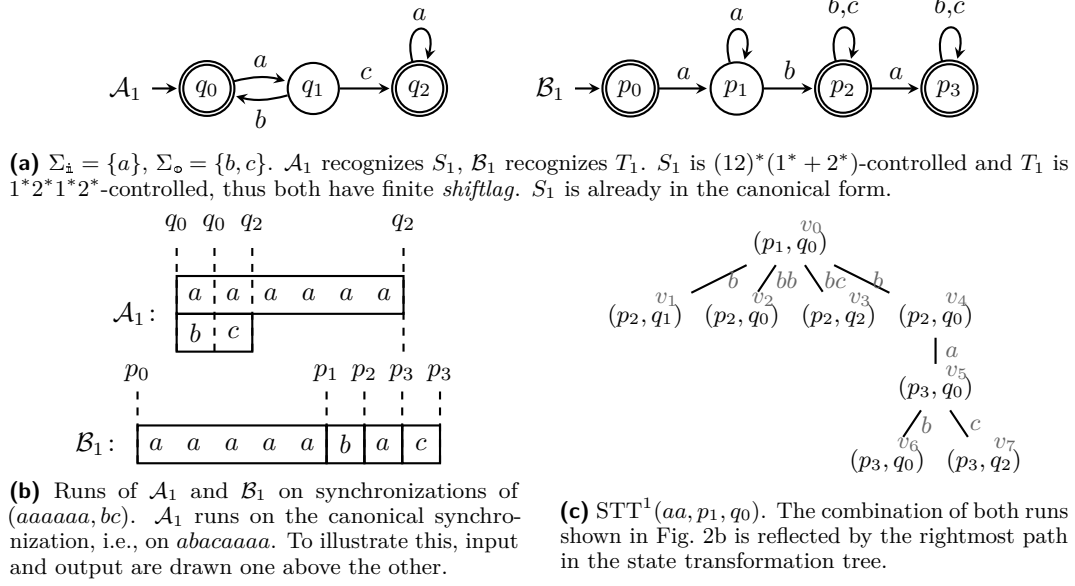 a b,c b,c
a
A₁ q₀ a q₁ c q₂ B₁ p₀ a p₁ b p₂ a p₃
b
(a) Σᵢ = {a}, Σₒ = {b, c}. A₁ recognizes S₁, B₁ recognizes T₁. S₁ is (12)*(1* + 2*)-controlled and T₁ is
1*2*1*2*-controlled, thus both have finite shiftlag. S₁ is already in the canonical form.
q₀ q₀ q₂ q₂
a a a a a a
A₁:
b c
p₀ p₁ p₂ p₃ p₃
B₁: a a a a a b a c
(b) Runs of A₁ and B₁ on synchronizations of
(aaaaaa, bc). A₁ runs on the canonical synchro-
nization, i.e., on abacaaaa. To illustrate this, input
and output are drawn one above the other.
v₀
(p₁, q₀)
b bb bc b
v₁ v₂ v₃ v₄
(p₂, q₁) (p₂, q₀) (p₂, q₂) (p₂, q₀)
a
v₅
(p₃, q₀)
b c
v₆ v₇
(p₃, q₀) (p₃, q₂)
(c) STT¹(aa, p₁, q₀). The combination of both runs
shown in Fig. 2b is reflected by the rightmost path
in the state transformation tree.